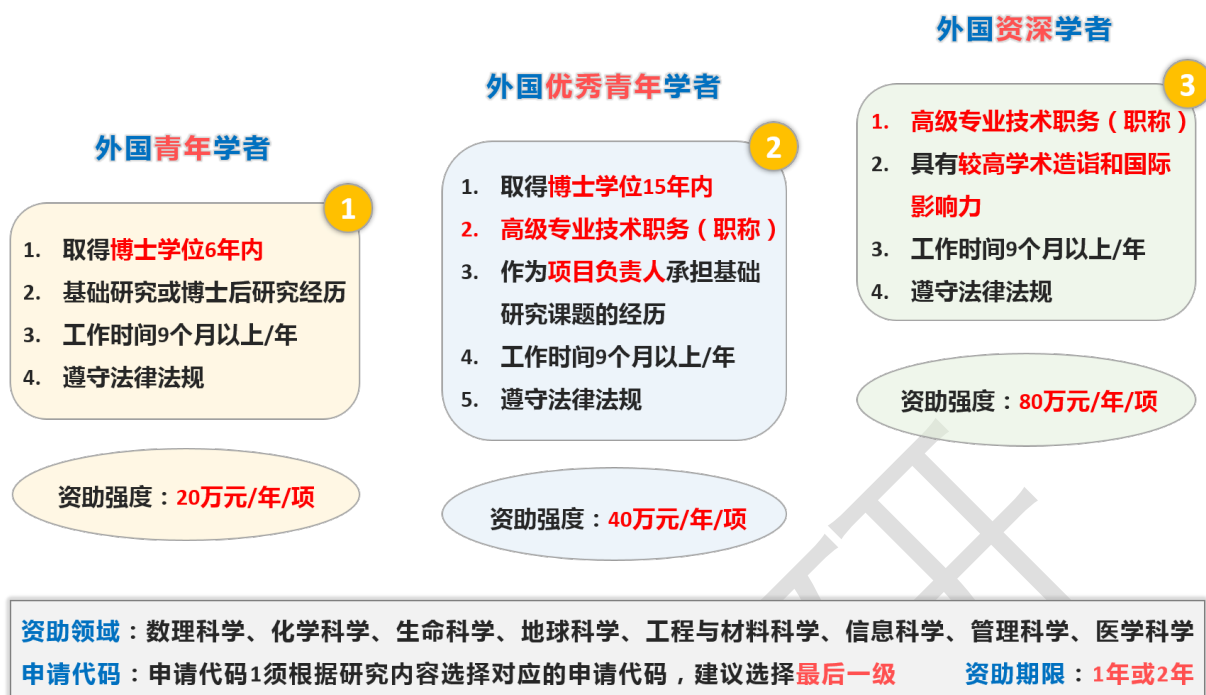 外国青年学者
1
1. 取得博士学位6年内
2. 基础研究或博士后研究经历
3. 工作时间9个月以上/年
4. 遵守法律法规
资助强度：20万元/年/项
外国优秀青年学者
2
1. 取得博士学位15年内
2. 高级专业技术职务（职称）
3. 作为项目负责人承担基础
研究课题的经历
4. 工作时间9个月以上/年
5. 遵守法律法规
资助强度：40万元/年/项
外国资深学者
3
1. 高级专业技术职务（职称）
2. 具有较高学术造诣和国际
影响力
3. 工作时间9个月以上/年
4. 遵守法律法规
资助强度：80万元/年/项
资助领域：数理科学、化学科学、生命科学、地球科学、工程与材料科学、信息科学、管理科学、医学科学
申请代码：申请代码1须根据研究内容选择对应的申请代码，建议选择最后一级 资助期限：1年或2年